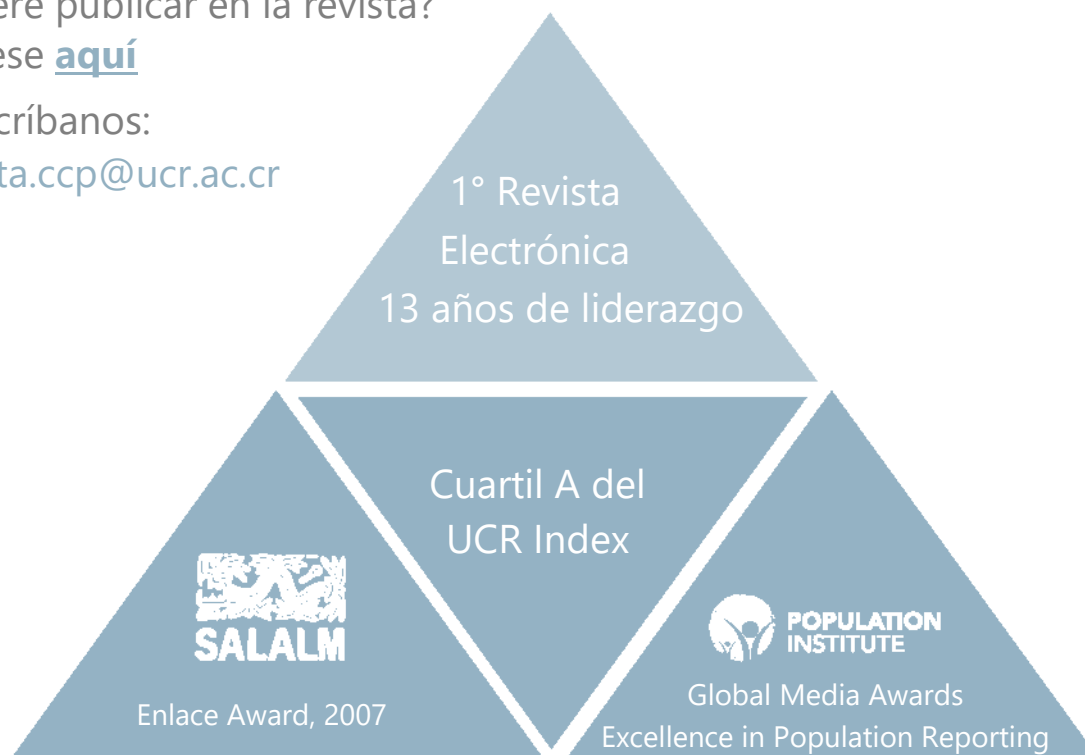 ere publicar en la revista?
ese aquí
críbanos:
ta.ccp@ucr.ac.cr
1° Revista
Electrónica
13 años de liderazgo
Cuartil A del
UCR Index
SALALM
Enlace Award, 2007
POPULATION
INSTITUTE
Global Media Awards
Excellence in Population Reporting